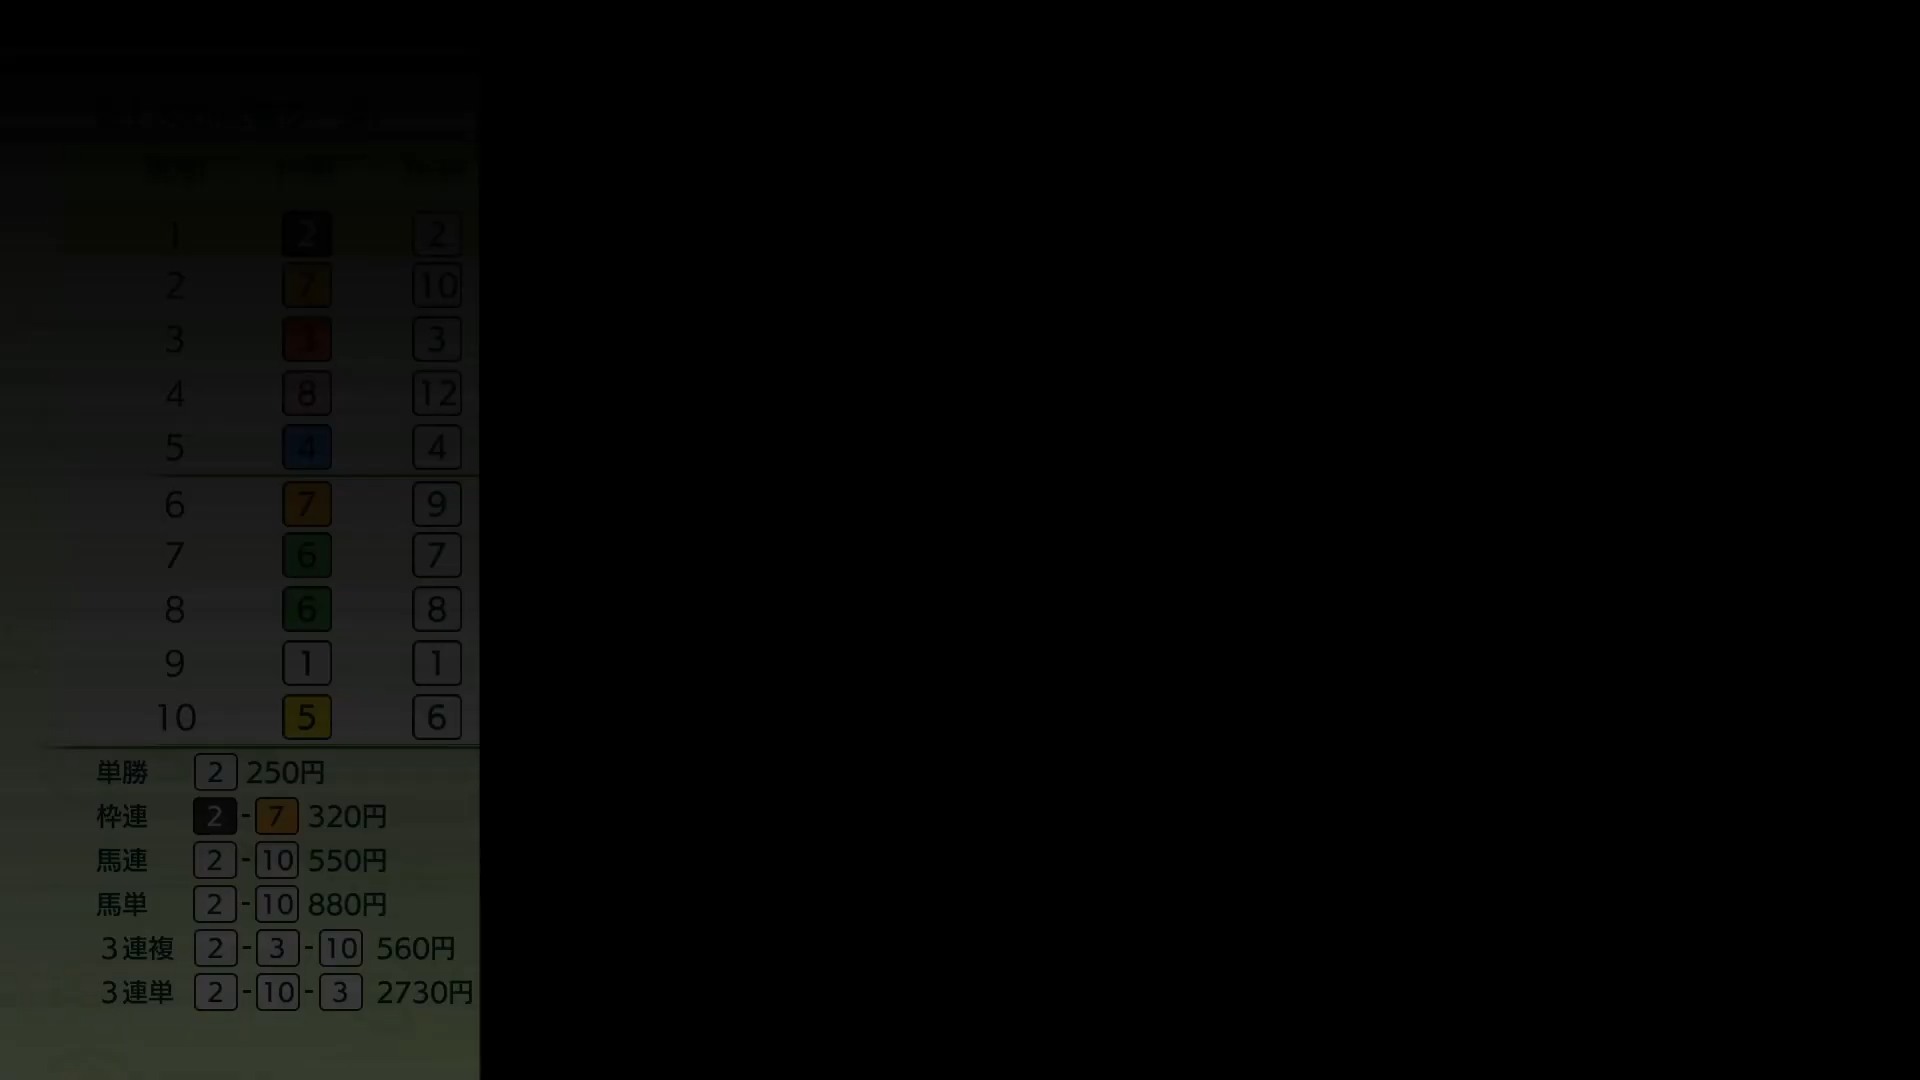 1 2 2
2 7 10
3 3 3
4 8 12
5 4 4
6 7 9
7 6 7
8 6 8
9 1 1
10 5 6
単勝 2 250円
枠連 2-7 320円
馬連 2-10 550円
馬単 2-10 880円
3連複 2-3-10 560円
3連単 2-10-3 2730円